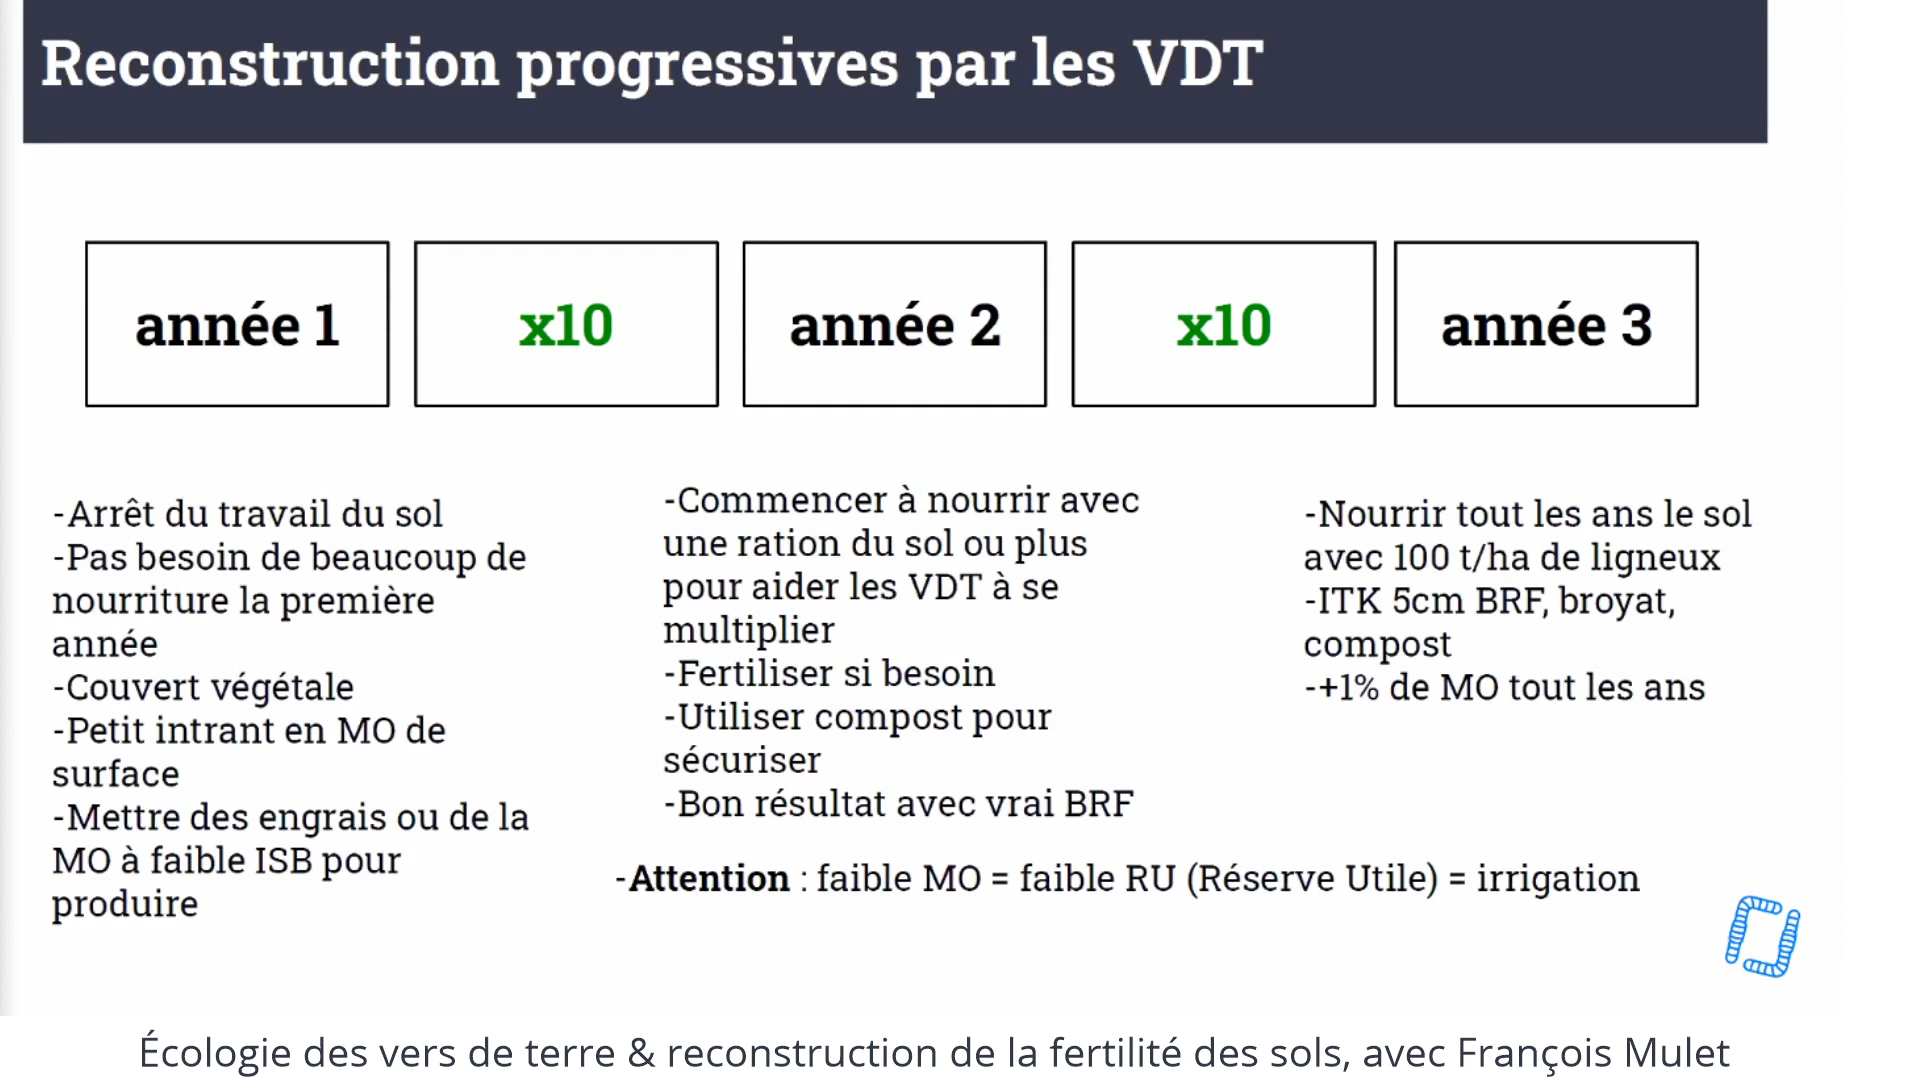 Reconstruction progressives par les VDT
année 1
x10
année 2
x10
année 3
-Arrêt du travail du sol
-Pas besoin de beaucoup de
nourriture la première
année
-Couvert végétale
-Petit intrant en MO de
surface
-Mettre des engrais ou de la
MO à faible ISB pour
produire
-Commencer à nourrir avec
une ration du sol ou plus
pour aider les VDT à se
multiplier
-Fertiliser si besoin
-Utiliser compost pour
sécuriser
-Bon résultat avec vrai BRF
-Nourrir tout les ans le sol
avec 100 t/ha de ligneux
-ITK 5cm BRF, broyat,
compost
-+1% de MO tout les ans
-Attention : faible MO = faible RU (Réserve Utile) = irrigation
Écologie des vers de terre & reconstruction de la fertilité des sols, avec François Mulet